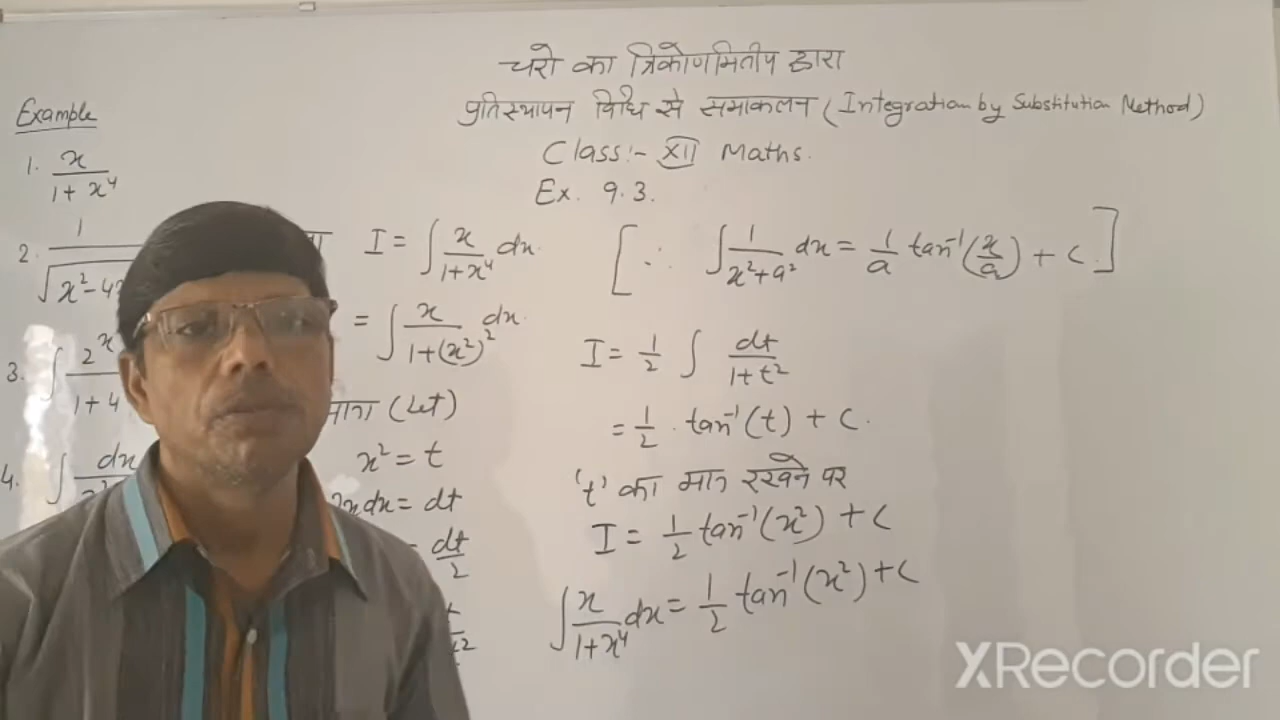 चरो का त्रिकोणमितीय द्वारा
प्रतिस्थापन विधि से समाकलन (Integration by Substitution Method)
Class:- XII Maths.
Ex. 9.3.
Example
1. x/(1+x⁴)
2. 1/√(x²-4
3. ∫ 2ˣ/(1+4
4. ∫ dx
I = ∫ x/(1+x⁴) dx.
= ∫ x/(1+(x²)²) dx.
माना (Let)
x² = t
2x dx = dt
= dt/2
[∵ ∫ 1/(x²+a²) dx = 1/a tan⁻¹(x/a) + C.]
I = 1/2 ∫ dt/(1+t²)
= 1/2 . tan⁻¹(t) + C.
't' का मान रखने पर
I = 1/2 tan⁻¹(x²) + C
∫ x/(1+x⁴) dx = 1/2 tan⁻¹(x²) + C
XRecorder